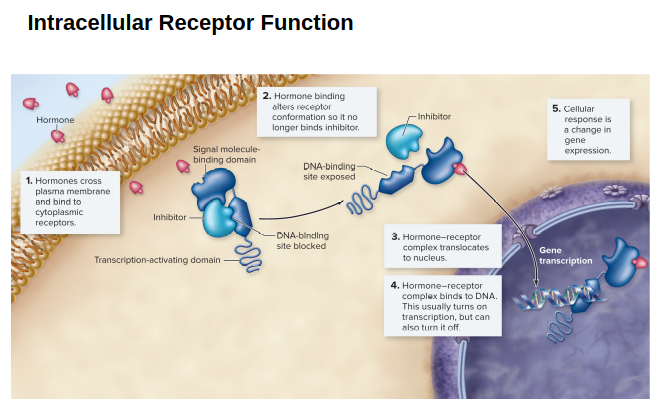 Intracellular Receptor Function
Hormone
1. Hormones cross
plasma membrane
and bind to
cytoplasmic
receptors.
2. Hormone binding
alters receptor
conformation so it no
longer binds inhibitor.
Signal molecule-
binding domain
Inhibitor
DNA-binding
site blocked
Transcription-activating domain
Inhibitor
DNA-binding
site exposed
3. Hormone–receptor
complex translocates
to nucleus.
4. Hormone–receptor
complex binds to DNA.
This usually turns on
transcription, but can
also turn it off.
5. Cellular
response is
a change in
gene
expression.
Gene
transcription